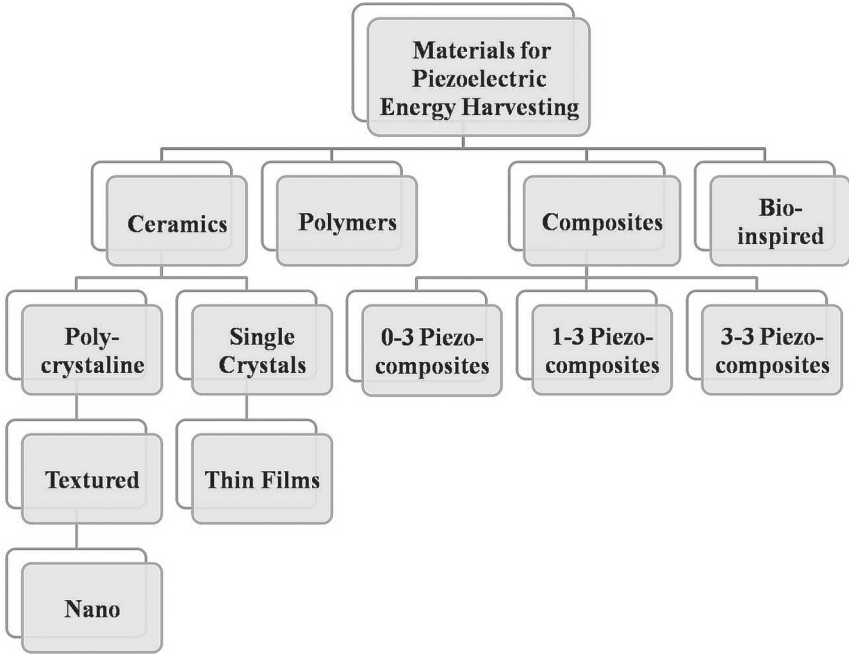 Materials for
Piezoelectric
Energy Harvesting
Ceramics
Polymers
Composites
Bio-
inspired
Poly-
crystaline
Single
Crystals
0-3 Piezo-
composites
1-3 Piezo-
composites
3-3 Piezo-
composites
Textured
Thin Films
Nano